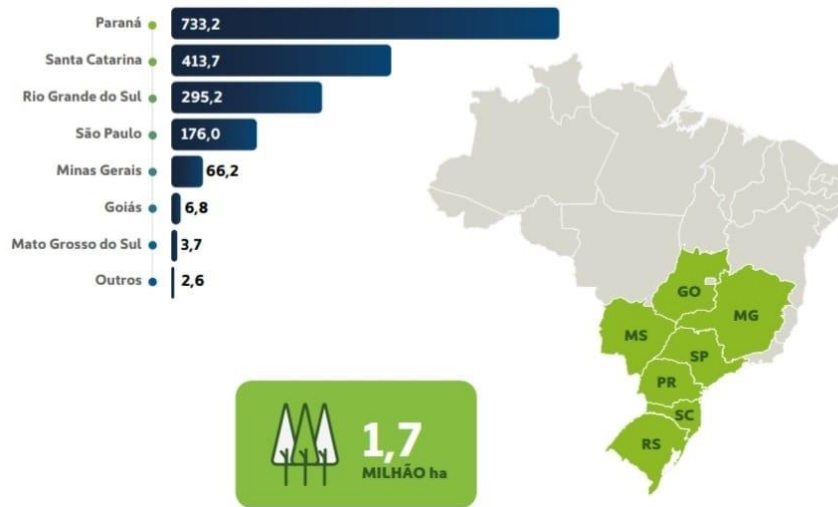 Paraná 733,2
Santa Catarina 413,7
Rio Grande do Sul 295,2
São Paulo 176,0
Minas Gerais 66,2
Goiás 6,8
Mato Grosso do Sul 3,7
Outros 2,6
GO
MG
MS
SP
PR
SC
RS
1,7
MILHÃO ha